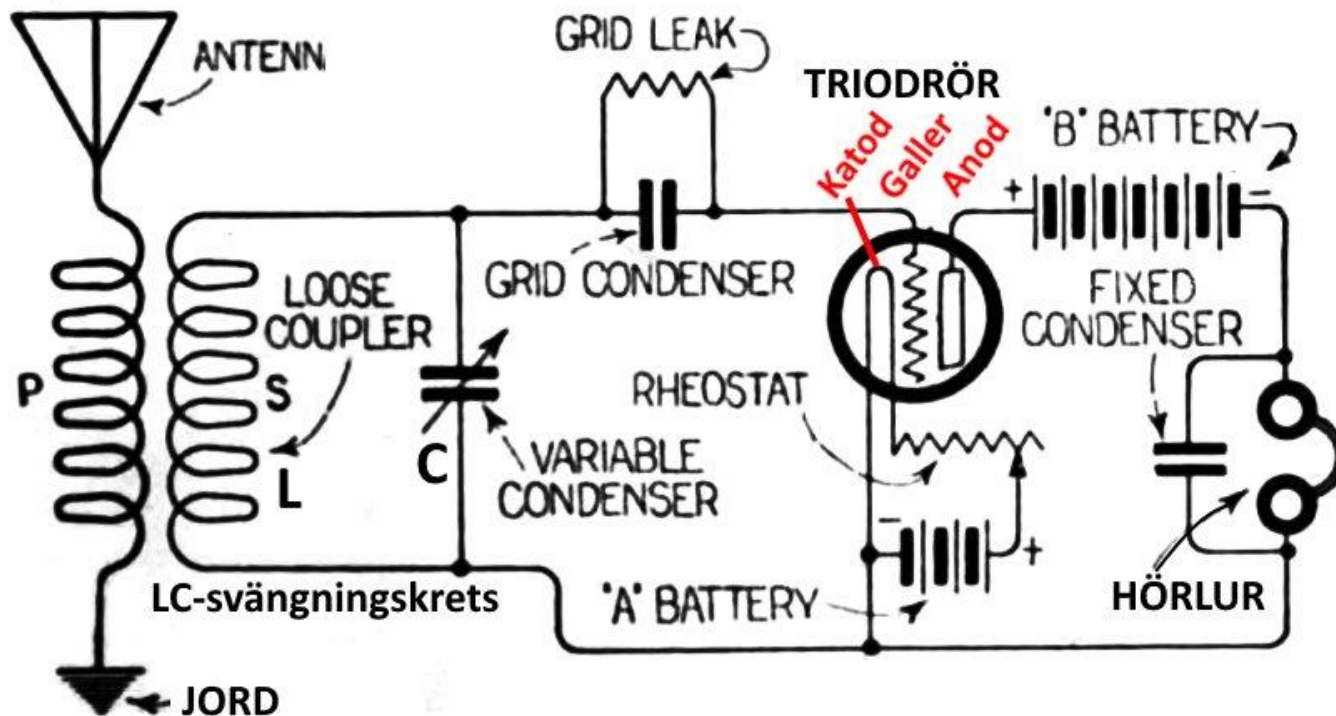 ANTENN
GRID LEAK
TRIODRÖR
Katod
Galler
Anod
"B" BATTERY
+
-
GRID CONDENSER
LOOSE
COUPLER
P
S
L
C
VARIABLE
CONDENSER
RHEOSTAT
FIXED
CONDENSER
-
+
"A" BATTERY
LC-svängningskrets
HÖRLUR
JORD